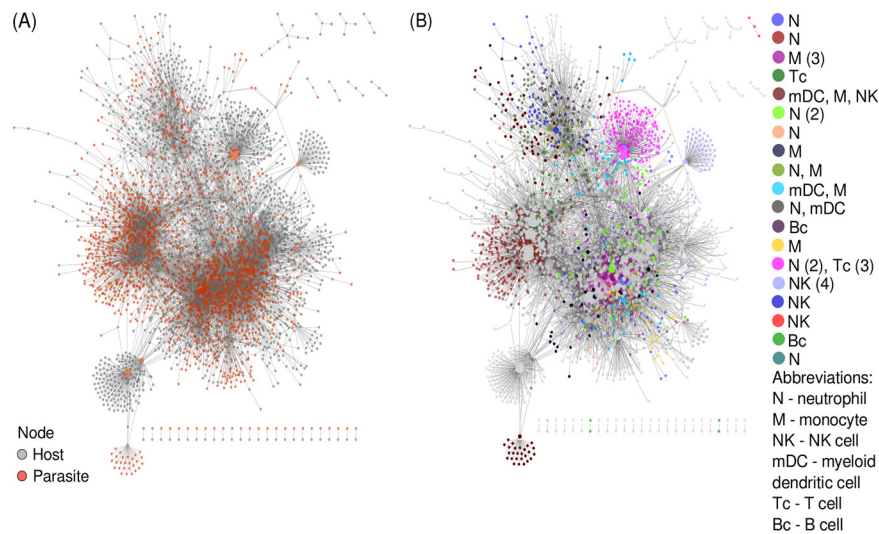 (A)
Node
Host
Parasite
(B)
N
N
M (3)
Tc
mDC, M, NK
N (2)
N
M
N, M
mDC, M
N, mDC
Bc
M
N (2), Tc (3)
NK (4)
NK
NK
Bc
N
Abbreviations:
N - neutrophil
M - monocyte
NK - NK cell
mDC - myeloid
dendritic cell
Tc - T cell
Bc - B cell